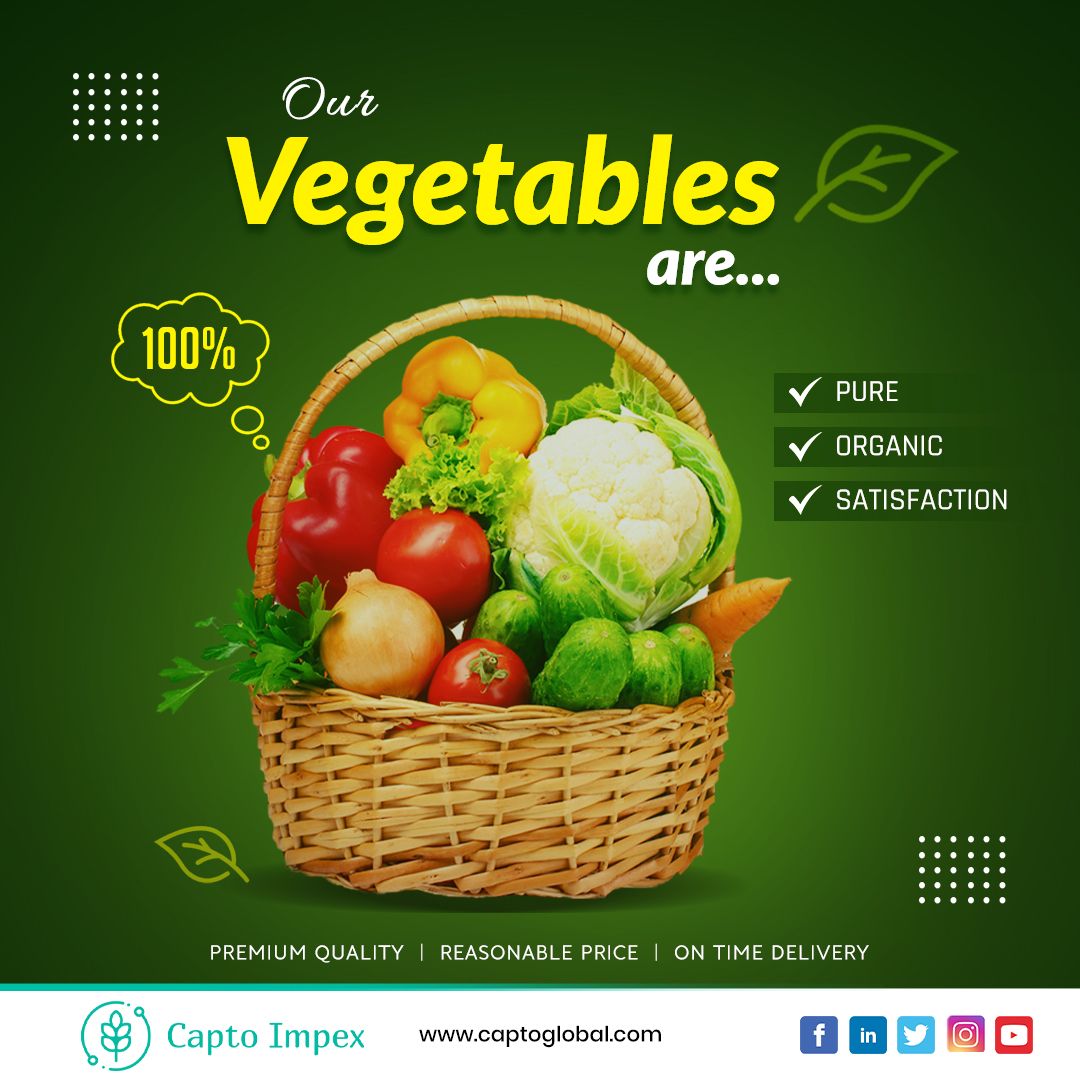 Our
Vegetables
are...
100%
PURE
ORGANIC
SATISFACTION
PREMIUM QUALITY | REASONABLE PRICE | ON TIME DELIVERY
Capto Impex
www.captoglobal.com
f
in